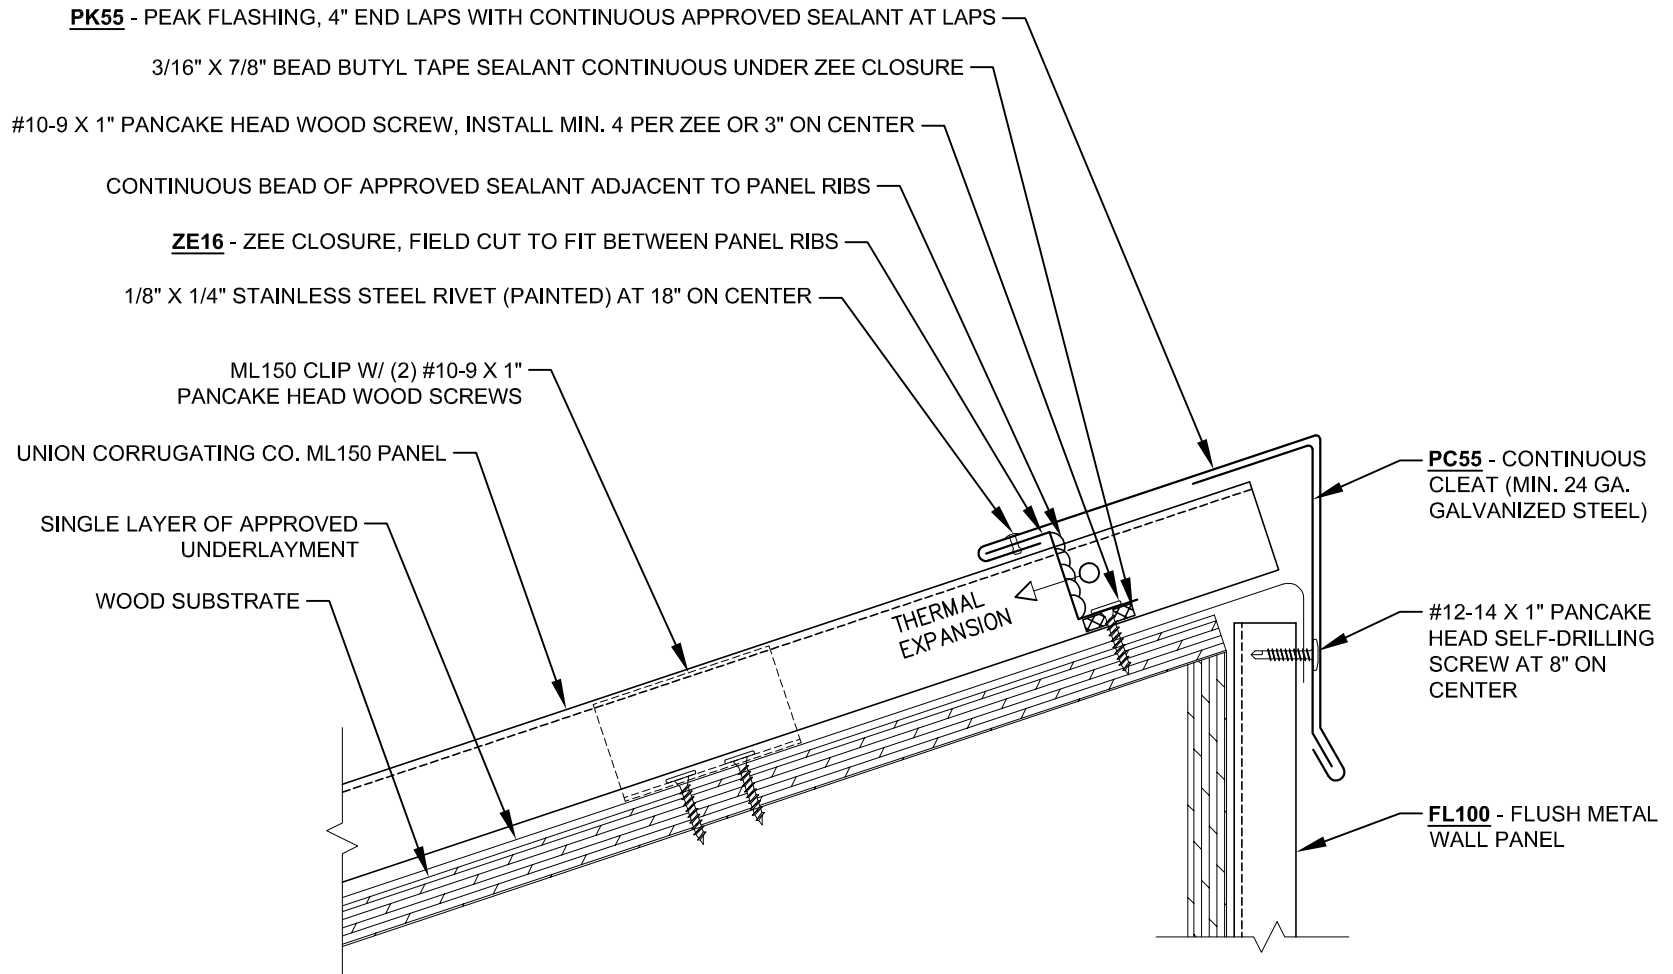 PK55 - PEAK FLASHING, 4" END LAPS WITH CONTINUOUS APPROVED SEALANT AT LAPS
3/16" X 7/8" BEAD BUTYL TAPE SEALANT CONTINUOUS UNDER ZEE CLOSURE
#10-9 X 1" PANCAKE HEAD WOOD SCREW, INSTALL MIN. 4 PER ZEE OR 3" ON CENTER
CONTINUOUS BEAD OF APPROVED SEALANT ADJACENT TO PANEL RIBS
ZE16 - ZEE CLOSURE, FIELD CUT TO FIT BETWEEN PANEL RIBS
1/8" X 1/4" STAINLESS STEEL RIVET (PAINTED) AT 18" ON CENTER
ML150 CLIP W/ (2) #10-9 X 1"
PANCAKE HEAD WOOD SCREWS
UNION CORRUGATING CO. ML150 PANEL
SINGLE LAYER OF APPROVED
UNDERLAYMENT
WOOD SUBSTRATE
THERMAL
EXPANSION
PC55 - CONTINUOUS
CLEAT (MIN. 24 GA.
GALVANIZED STEEL)
#12-14 X 1" PANCAKE
HEAD SELF-DRILLING
SCREW AT 8" ON
CENTER
FL100 - FLUSH METAL
WALL PANEL